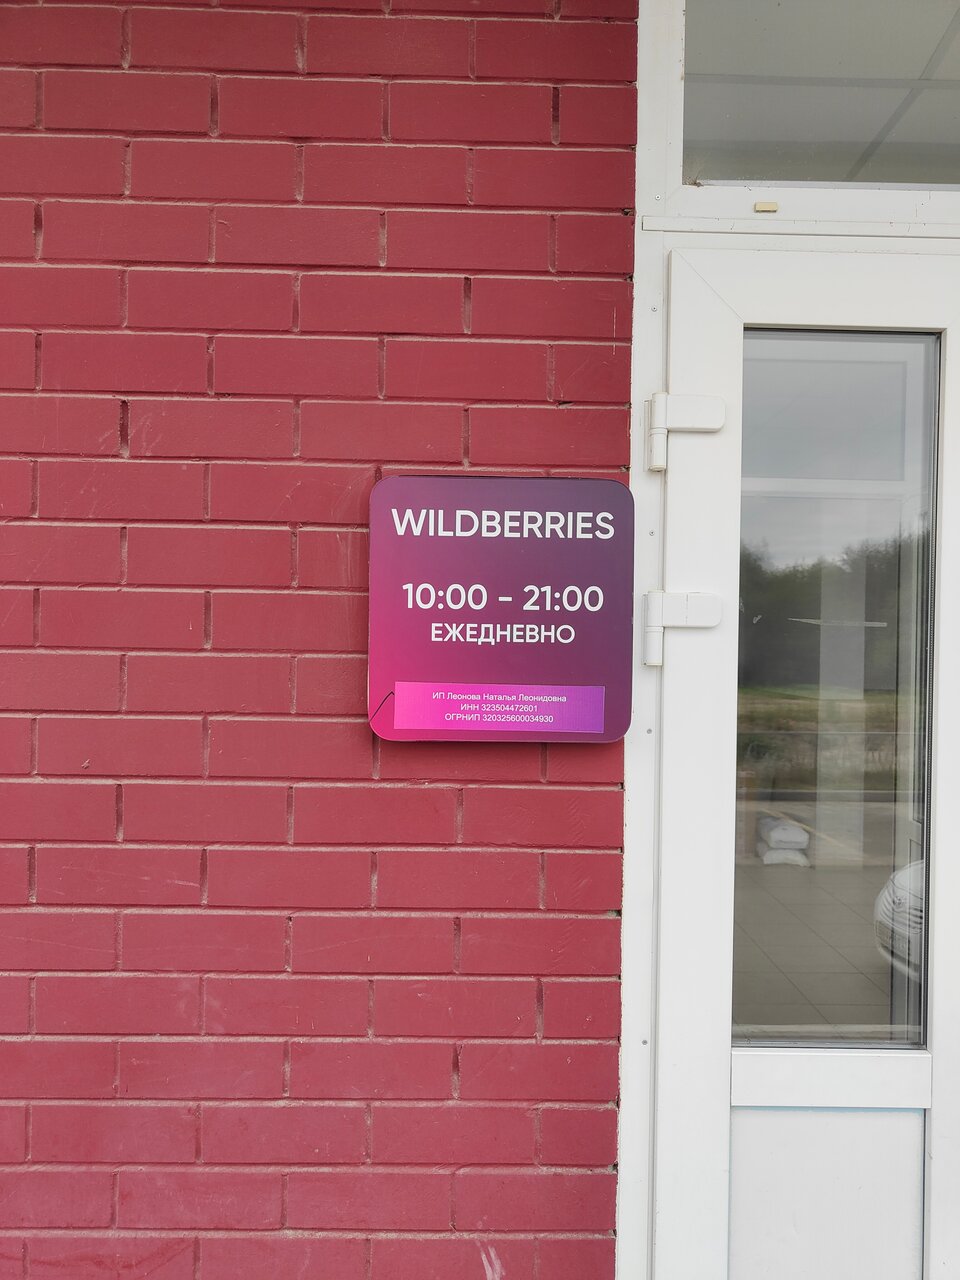 WILDBERRIES
10:00 - 21:00
ЕЖЕДНЕВНО
ИП Леонова Наталья Леонидовна
ИНН 323504472601
ОГРНИП 320325600034930